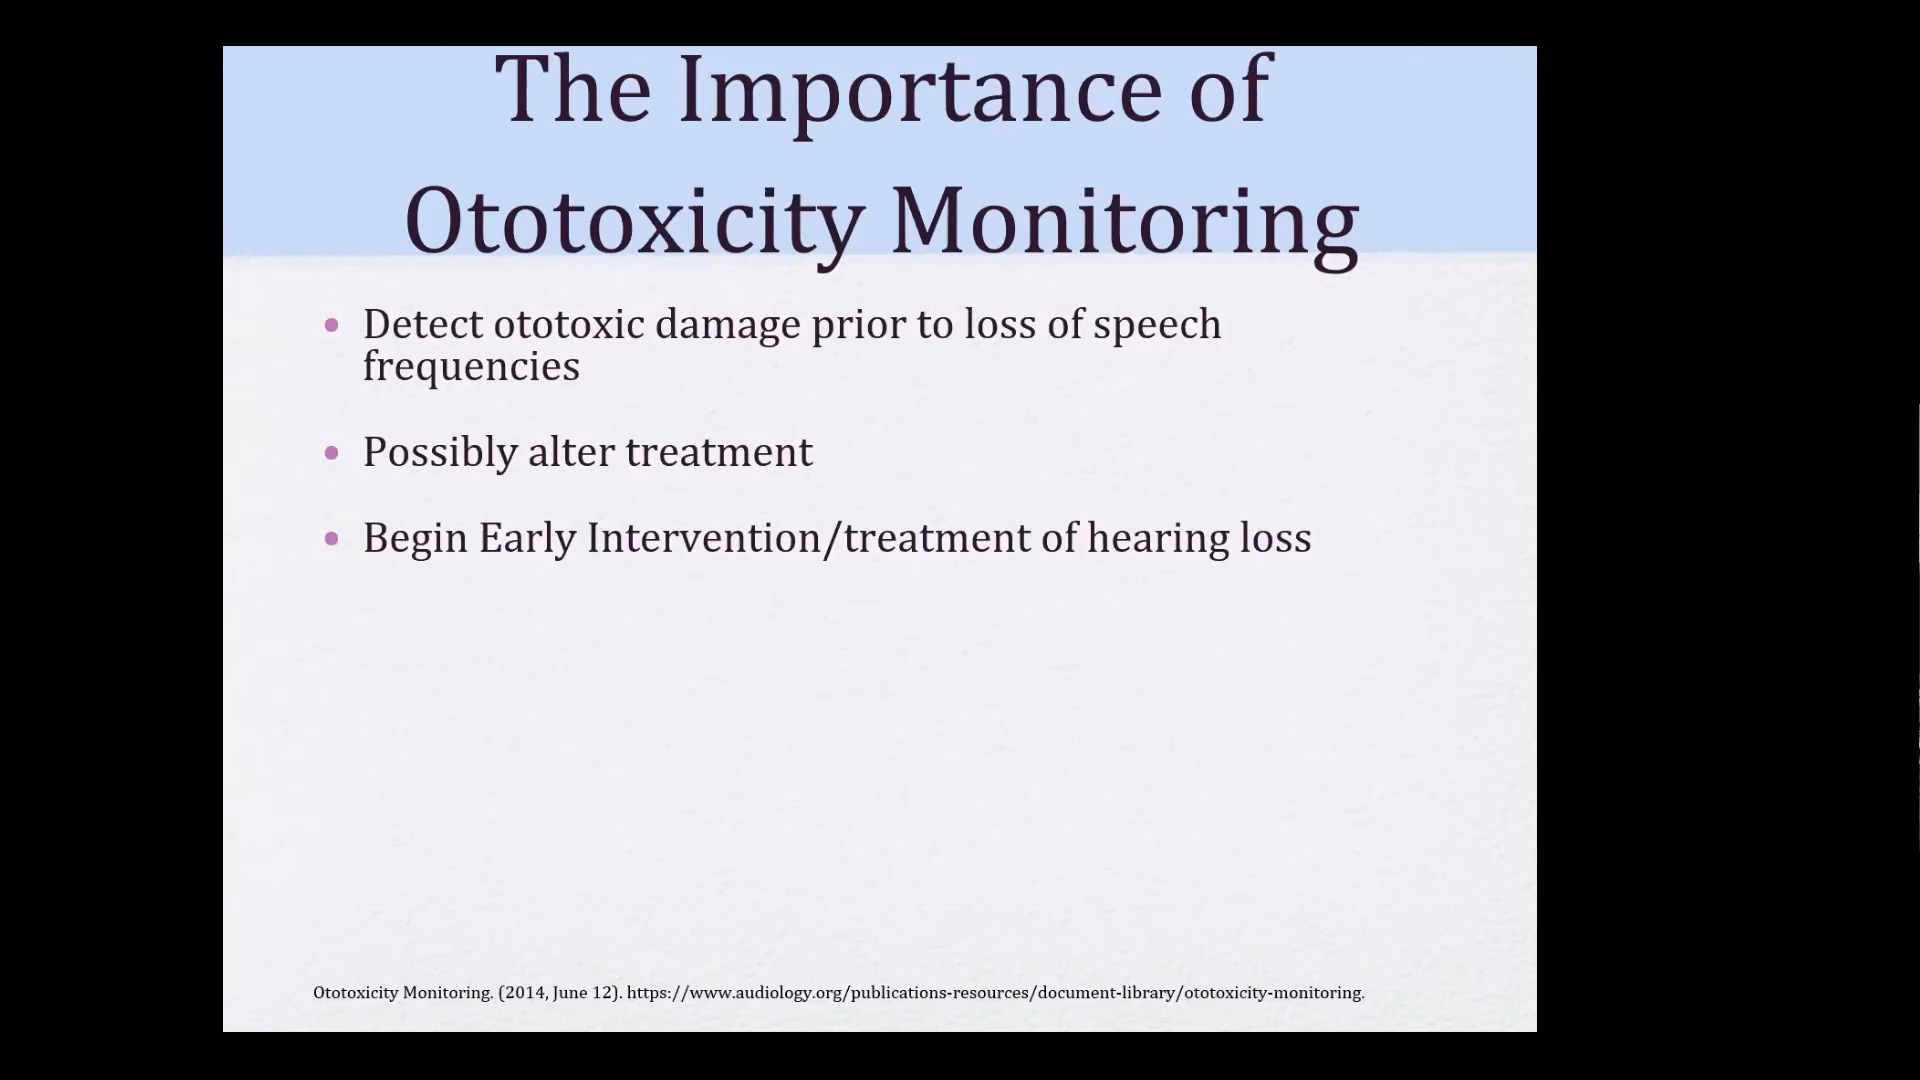 The Importance of
Ototoxicity Monitoring
• Detect ototoxic damage prior to loss of speech
frequencies
• Possibly alter treatment
• Begin Early Intervention/treatment of hearing loss
Ototoxicity Monitoring. (2014, June 12). https://www.audiology.org/publications-resources/document-library/ototoxicity-monitoring.